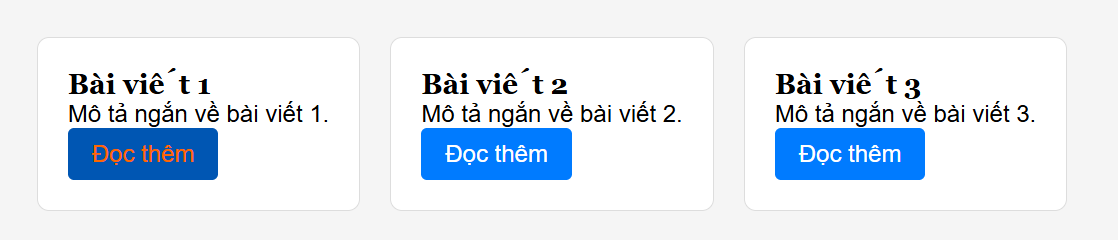 Bài viết 1
Mô tả ngắn về bài viết 1.
Đọc thêm
Bài viết 2
Mô tả ngắn về bài viết 2.
Đọc thêm
Bài viết 3
Mô tả ngắn về bài viết 3.
Đọc thêm